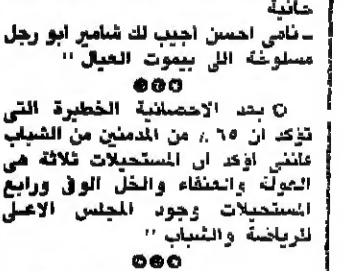 حانية
ـ نامى احسن اجيب لك شامير ابو رجل
مسلوخة اللى بيموت العيال ''
○ بعد الاحصائية الخطيرة التى
تؤكد ان ٦٥ ٪ من المدمنين من الشباب
فاننى اؤكد ان المستحيلات ثلاثة هى
الغولة والعنقاء والخل الوفى ورابع
المستحيلات وجود المجلس الاعلى
للرياضة والشباب ''